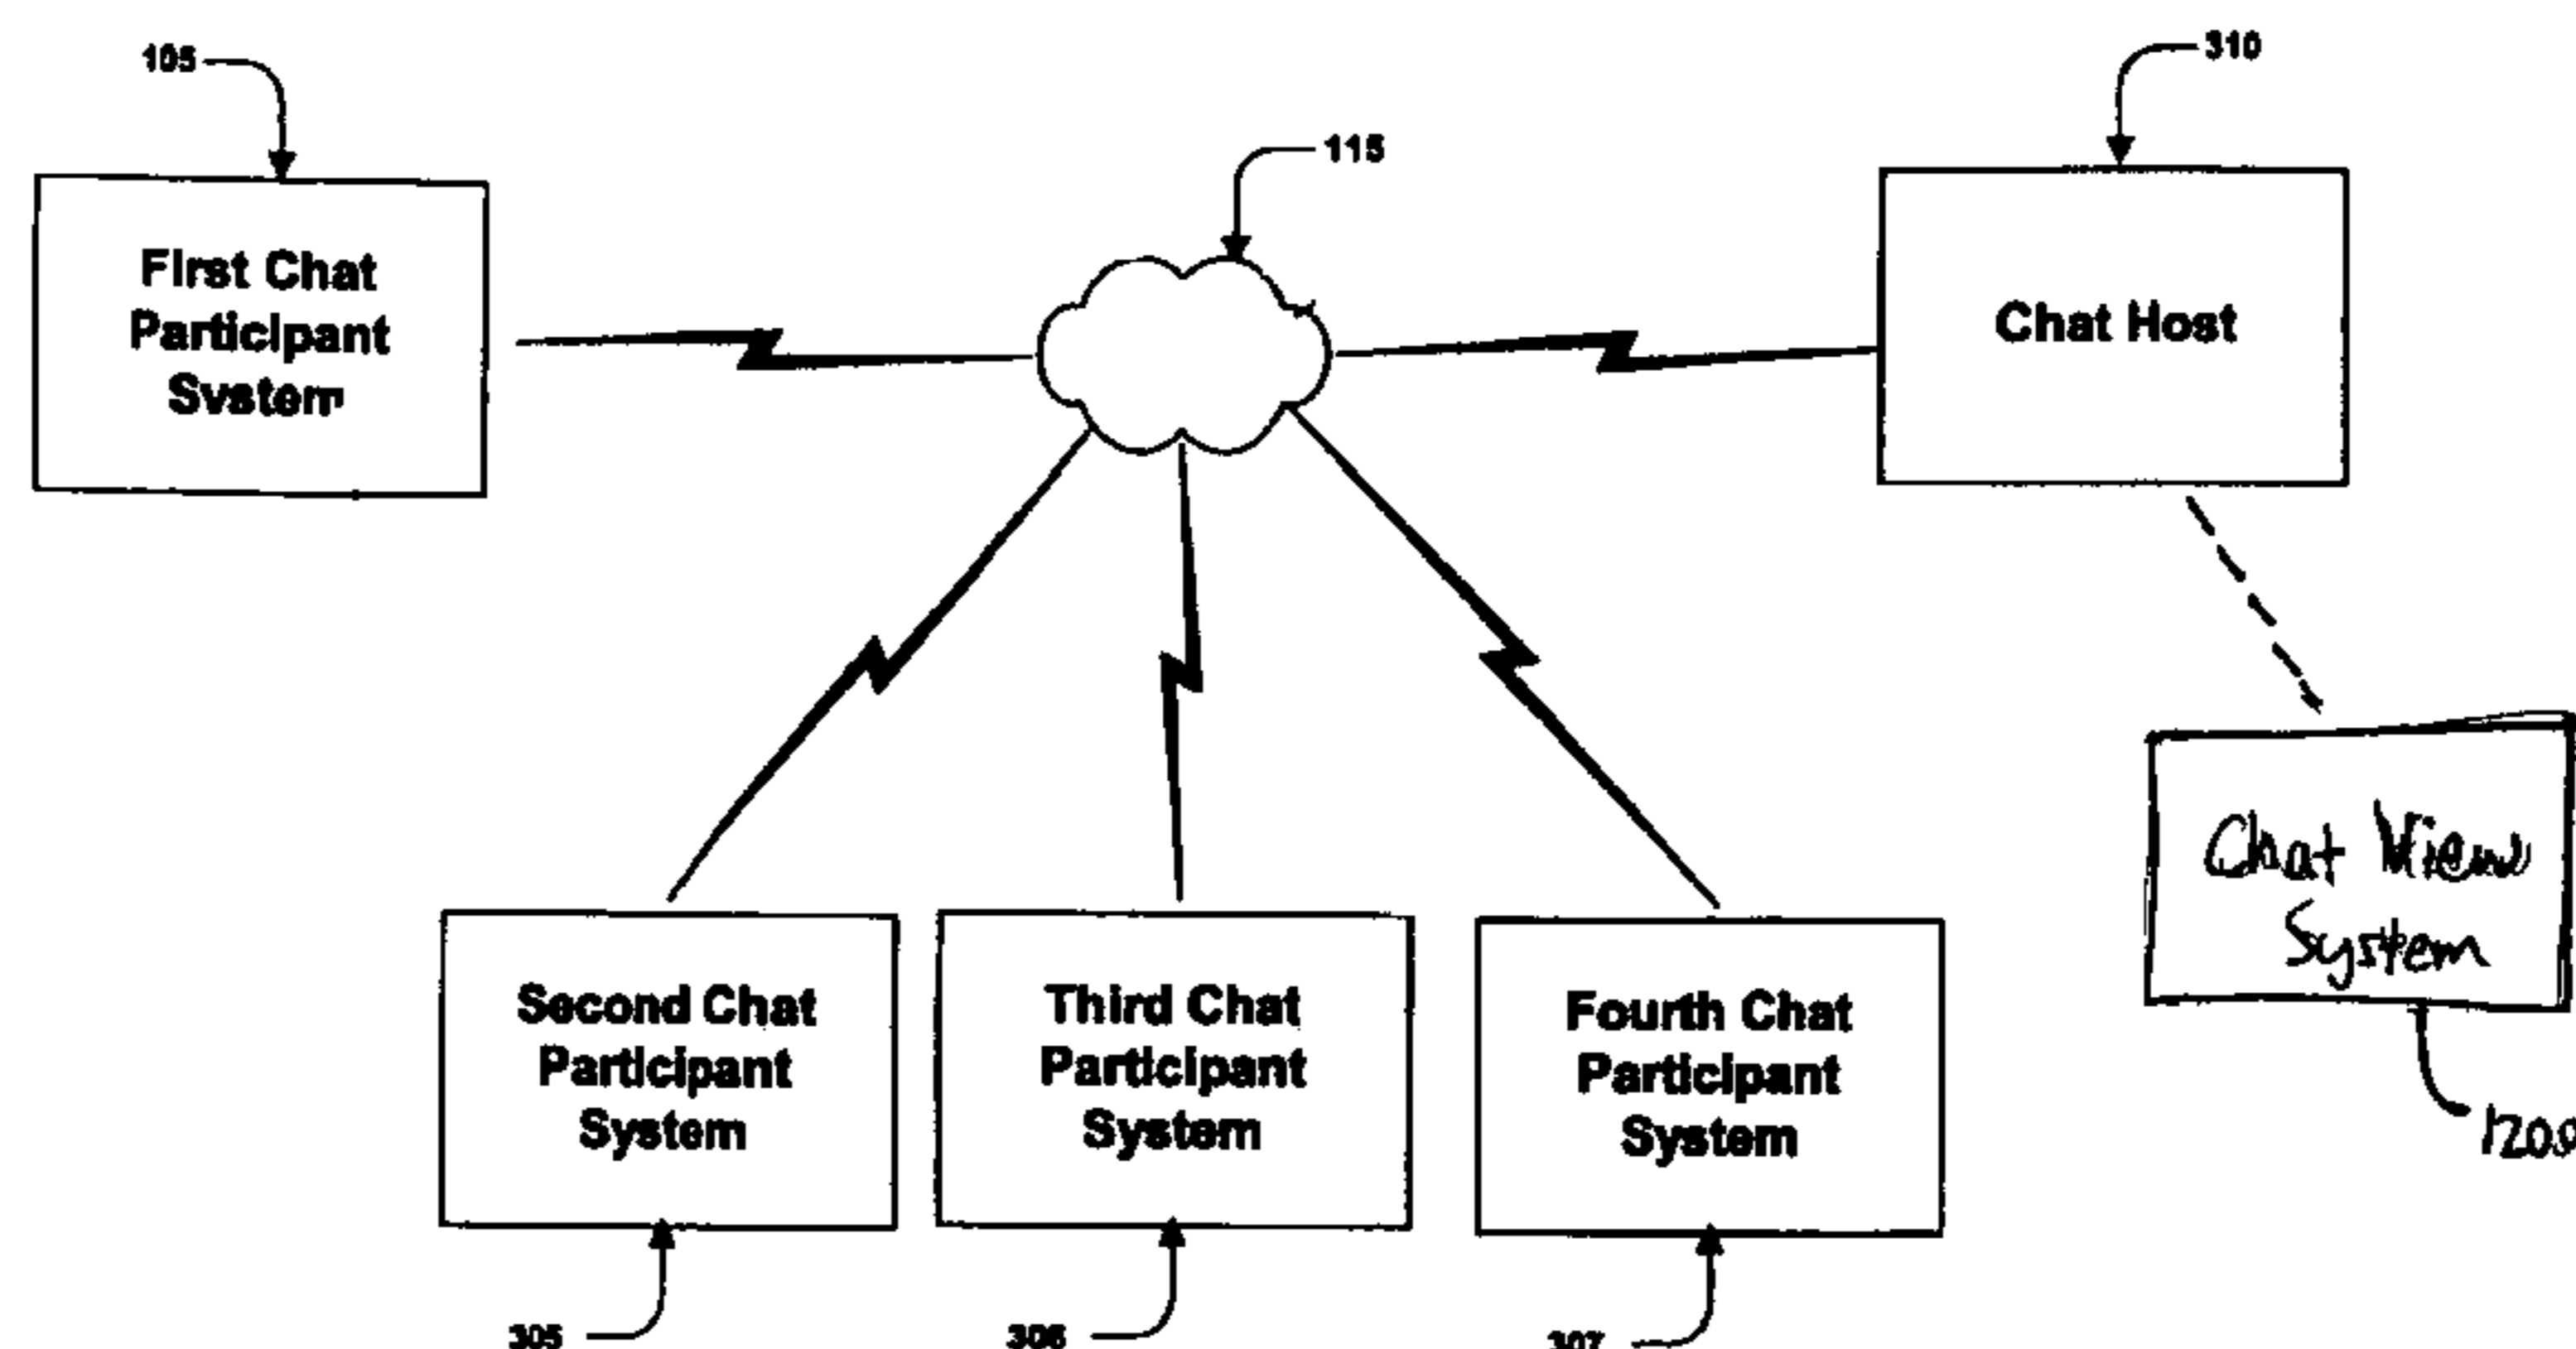 105
310
115
First Chat
Participant
System
Chat Host
Chat View
System
Second Chat
Participant
System
Third Chat
Participant
System
Fourth Chat
Participant
System
1200
305
306
307